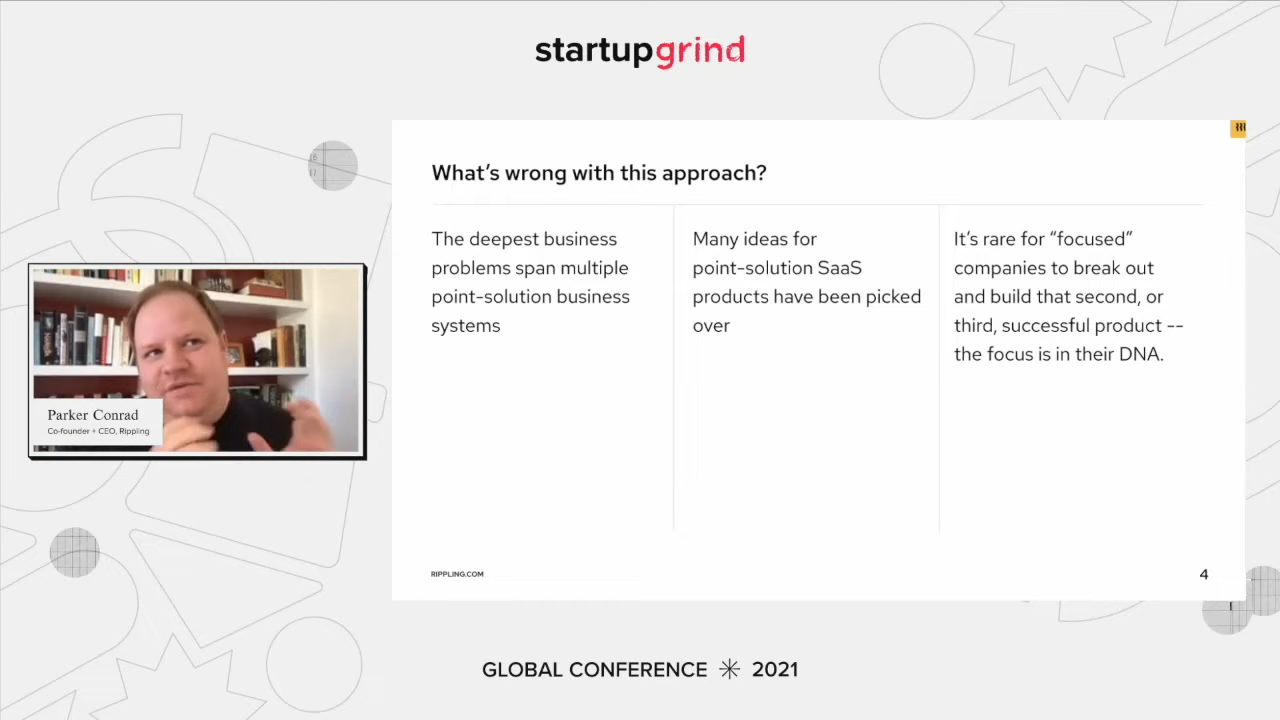 startupgrind
What's wrong with this approach?
The deepest business
problems span multiple
point-solution business
systems
Many ideas for
point-solution SaaS
products have been picked
over
It's rare for “focused”
companies to break out
and build that second, or
third, successful product --
the focus is in their DNA.
Parker Conrad
Co-founder + CEO, Rippling
RIPPLING.COM
4
GLOBAL CONFERENCE 2021